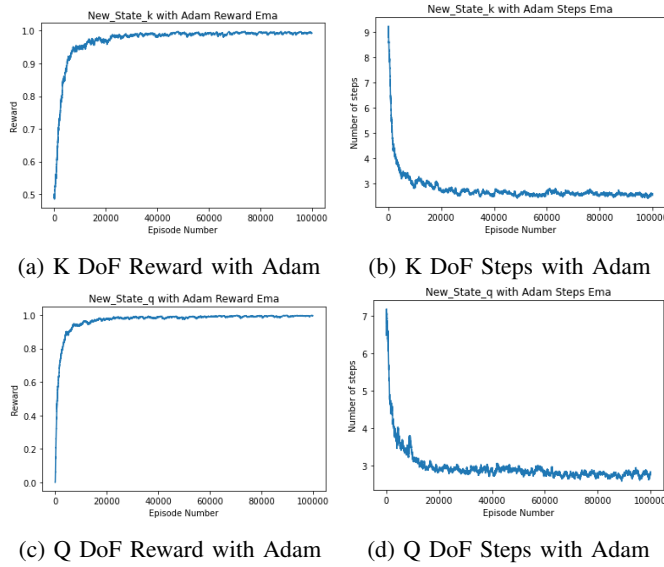 New_State_k with Adam Reward Ema
1.0
0.9
0.8
0.7
0.6
0.5
Reward
0 20000 40000 60000 80000 100000
Episode Number
(a) K DoF Reward with Adam
New_State_k with Adam Steps Ema
9
8
7
6
5
4
3
Number of steps
0 20000 40000 60000 80000 100000
Episode Number
(b) K DoF Steps with Adam
New_State_q with Adam Reward Ema
1.0
0.8
0.6
0.4
0.2
0.0
Reward
0 20000 40000 60000 80000 100000
Episode Number
(c) Q DoF Reward with Adam
New_State_q with Adam Steps Ema
7
6
5
4
3
Number of steps
0 20000 40000 60000 80000 100000
Episode Number
(d) Q DoF Steps with Adam